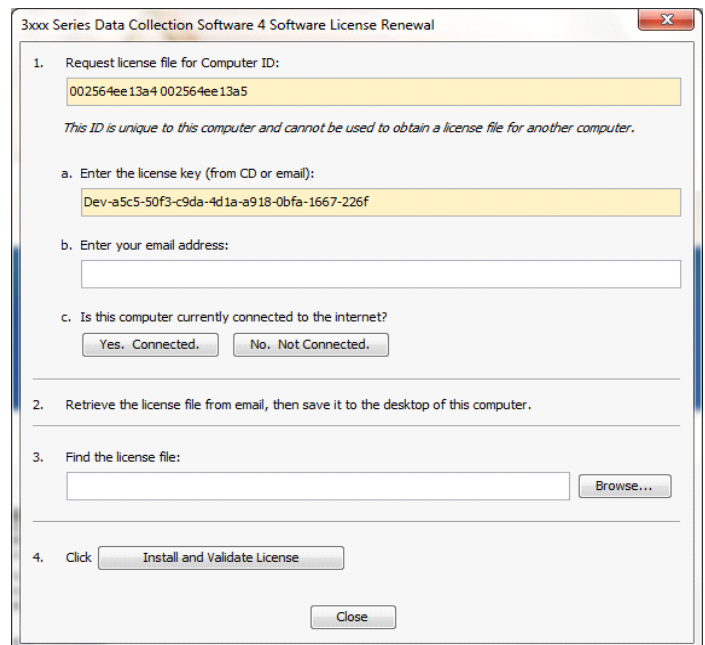 3xxx Series Data Collection Software 4 Software License Renewal
1. Request license file for Computer ID:
002564ee13a4 002564ee13a5
This ID is unique to this computer and cannot be used to obtain a license file for another computer.
a. Enter the license key (from CD or email):
Dev-a5c5-50f3-c9da-4d1a-a918-0bfa-1667-226f
b. Enter your email address:
c. Is this computer currently connected to the internet?
Yes. Connected. No. Not Connected.
2. Retrieve the license file from email, then save it to the desktop of this computer.
3. Find the license file:
Browse...
4. Click Install and Validate License
Close